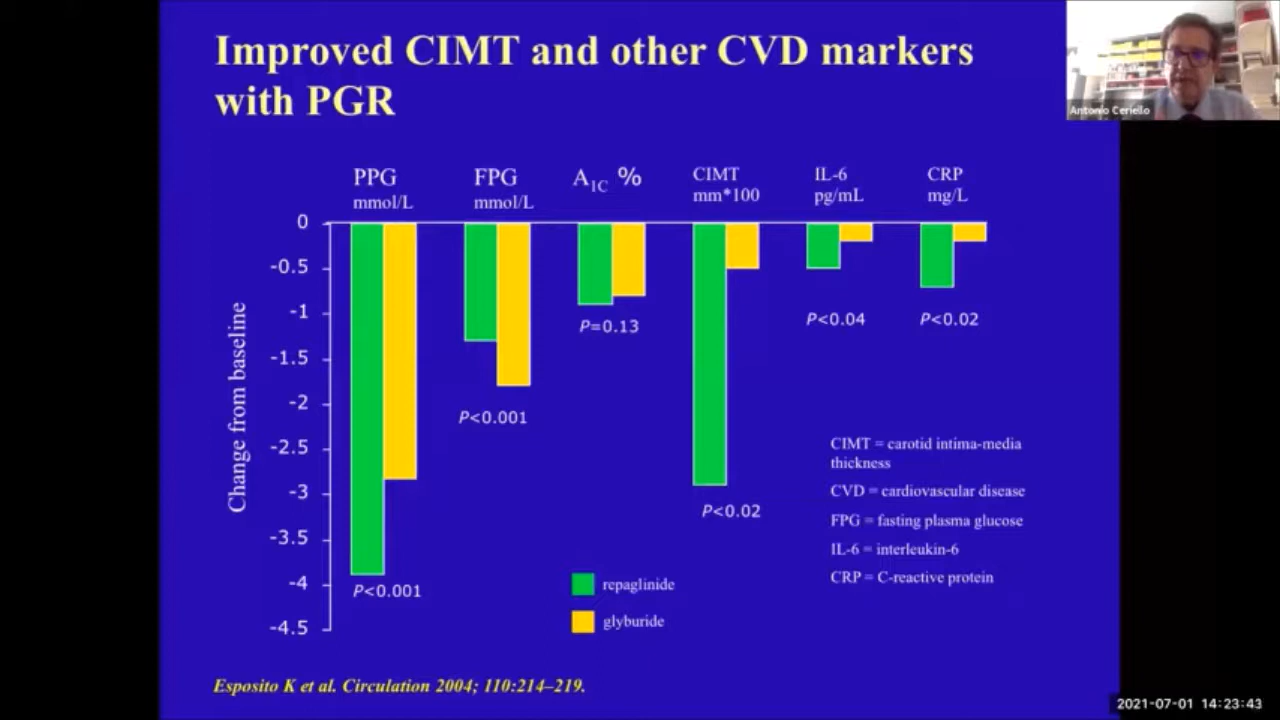 Improved CIMT and other CVD markers
with PGR
Antonio Ceriello
PPG
mmol/L
FPG
mmol/L
A1C %
CIMT
mm*100
IL-6
pg/mL
CRP
mg/L
Change from baseline
0
-0.5
-1
-1.5
-2
-2.5
-3
-3.5
-4
-4.5
P<0.001
P<0.001
P=0.13
P<0.02
P<0.04
P<0.02
CIMT = carotid intima-media
thickness
CVD = cardiovascular disease
FPG = fasting plasma glucose
IL-6 = interleukin-6
CRP = C-reactive protein
repaglinide
glyburide
Esposito K et al. Circulation 2004; 110:214–219.
2021-07-01 14:23:43